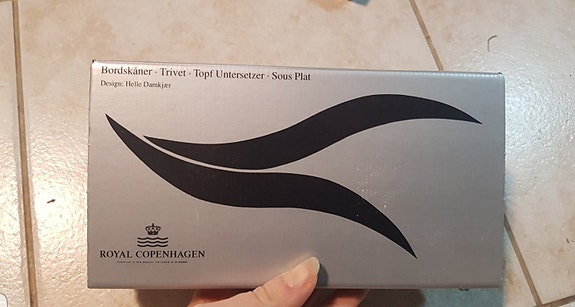 Bordskåner · Trivet · Topf Untersetzer · Sous Plat
Design: Helle Damkjær
ROYAL COPENHAGEN